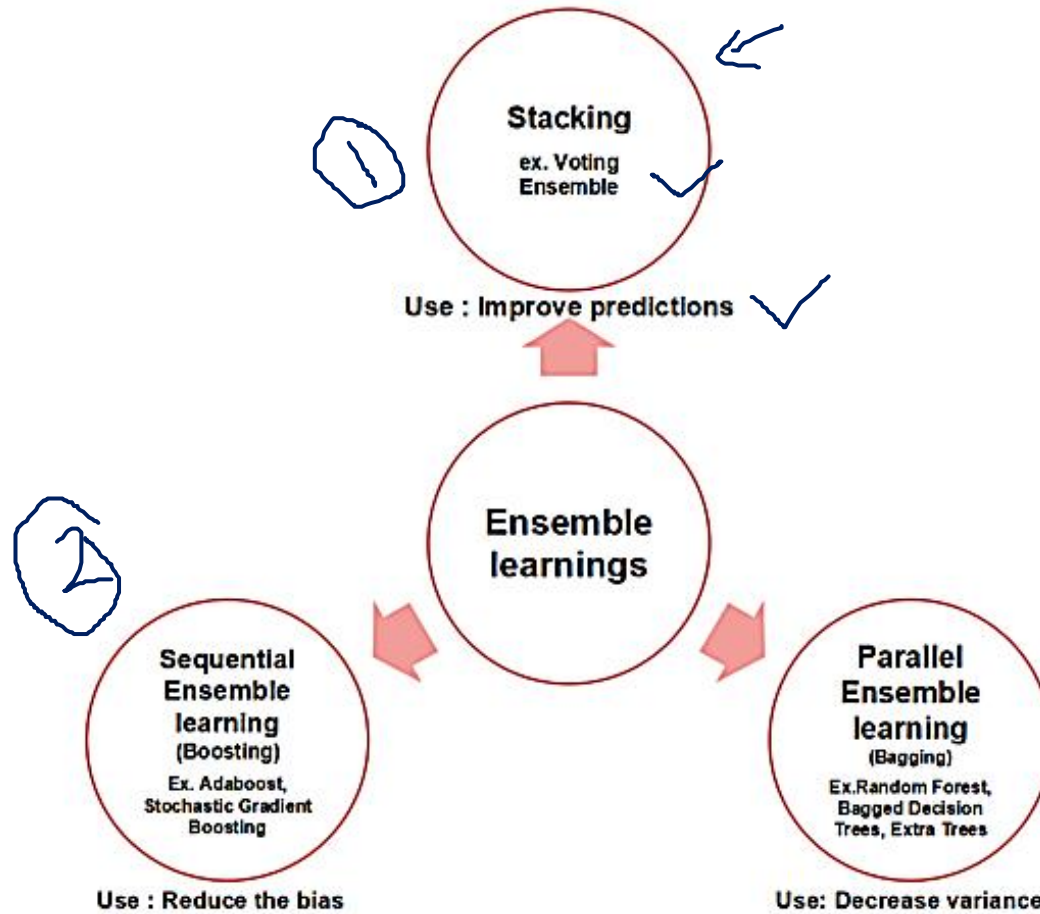 Stacking
ex. Voting
Ensemble
1
Use : Improve predictions
Ensemble
learnings
2
Sequential
Ensemble
learning
(Boosting)
Ex. Adaboost,
Stochastic Gradient
Boosting
Use : Reduce the bias
Parallel
Ensemble
learning
(Bagging)
Ex.Random Forest,
Bagged Decision
Trees, Extra Trees
Use: Decrease variance